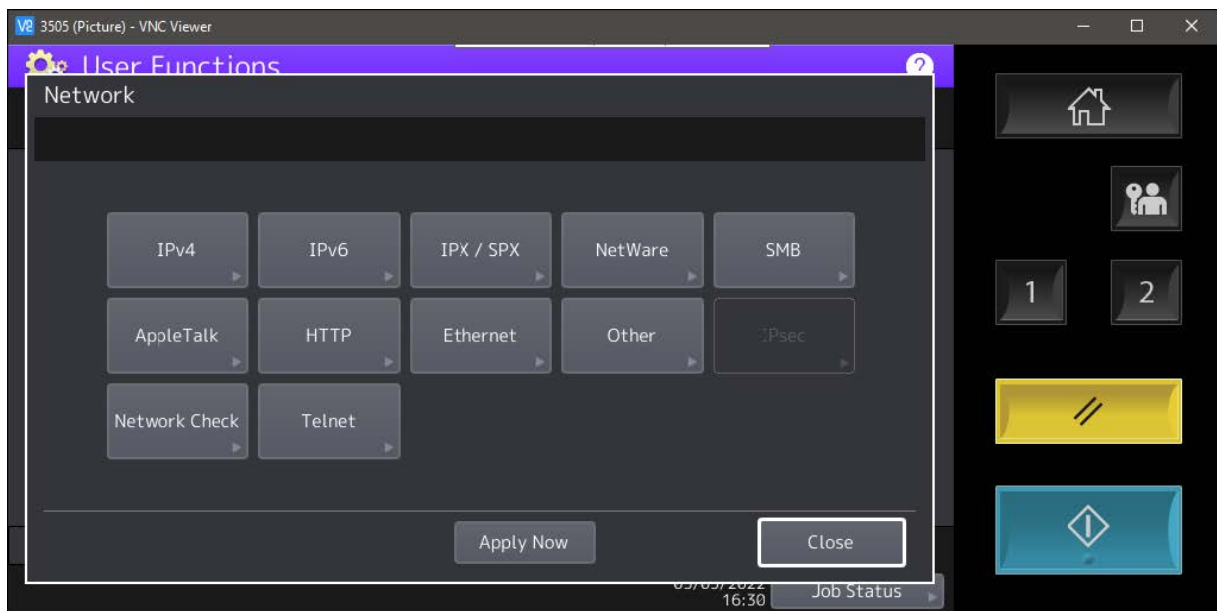 3505 (Picture) - VNC Viewer
User Functions
?
Network
IPv4 IPv6 IPX / SPX NetWare SMB
AppleTalk HTTP Ethernet Other IPsec
Network Check Telnet
Apply Now Close
16:30 Job Status
1 2